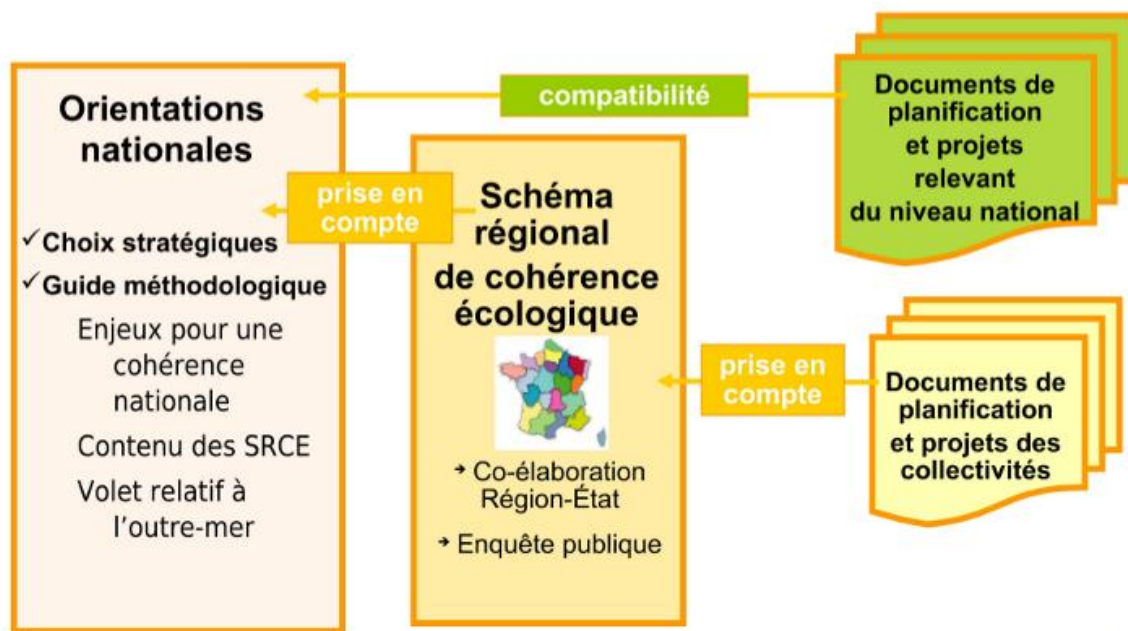 Orientations
nationales
✓Choix stratégiques
✓Guide méthodologique
Enjeux pour une
cohérence
nationale
Contenu des SRCE
Volet relatif à
l’outre-mer
compatibilité
prise en
compte
Schéma
régional
de cohérence
écologique
➔ Co-élaboration
Région-État
➔ Enquête publique
prise en
compte
Documents de
planification
et projets
relevant
du niveau national
Documents de
planification
et projets des
collectivités